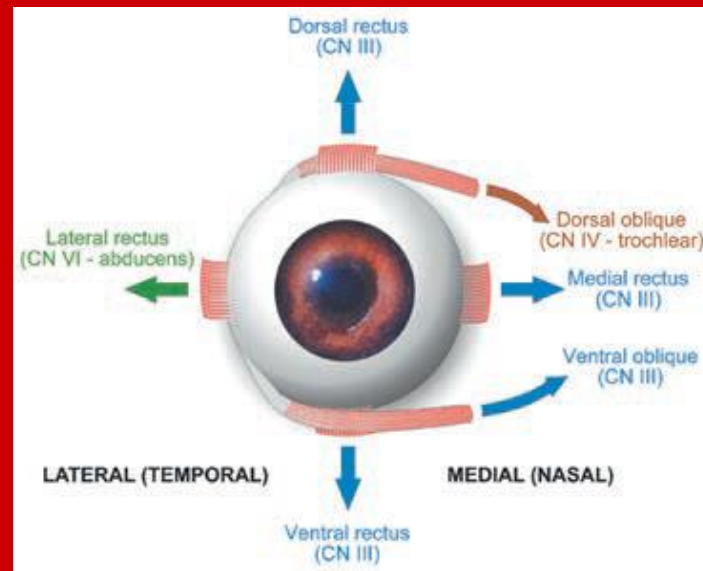 Dorsal rectus
(CN III)
Dorsal oblique
(CN IV - trochlear)
Lateral rectus
(CN VI - abducens)
Medial rectus
(CN III)
Ventral oblique
(CN III)
LATERAL (TEMPORAL)
MEDIAL (NASAL)
Ventral rectus
(CN III)